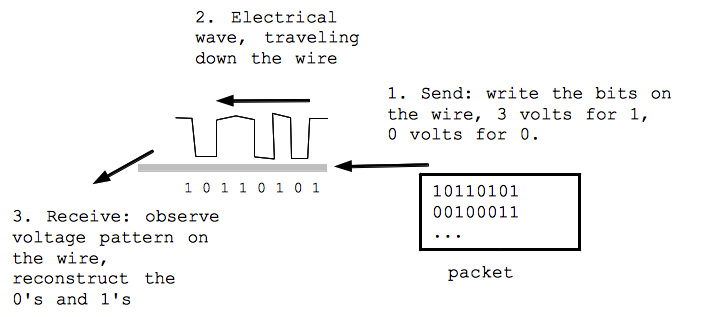 2. Electrical
wave, traveling
down the wire
1. Send: write the bits on
the wire, 3 volts for 1,
0 volts for 0.
1 0 1 1 0 1 0 1
10110101
00100011
...
packet
3. Receive: observe
voltage pattern on
the wire,
reconstruct the
0's and 1's